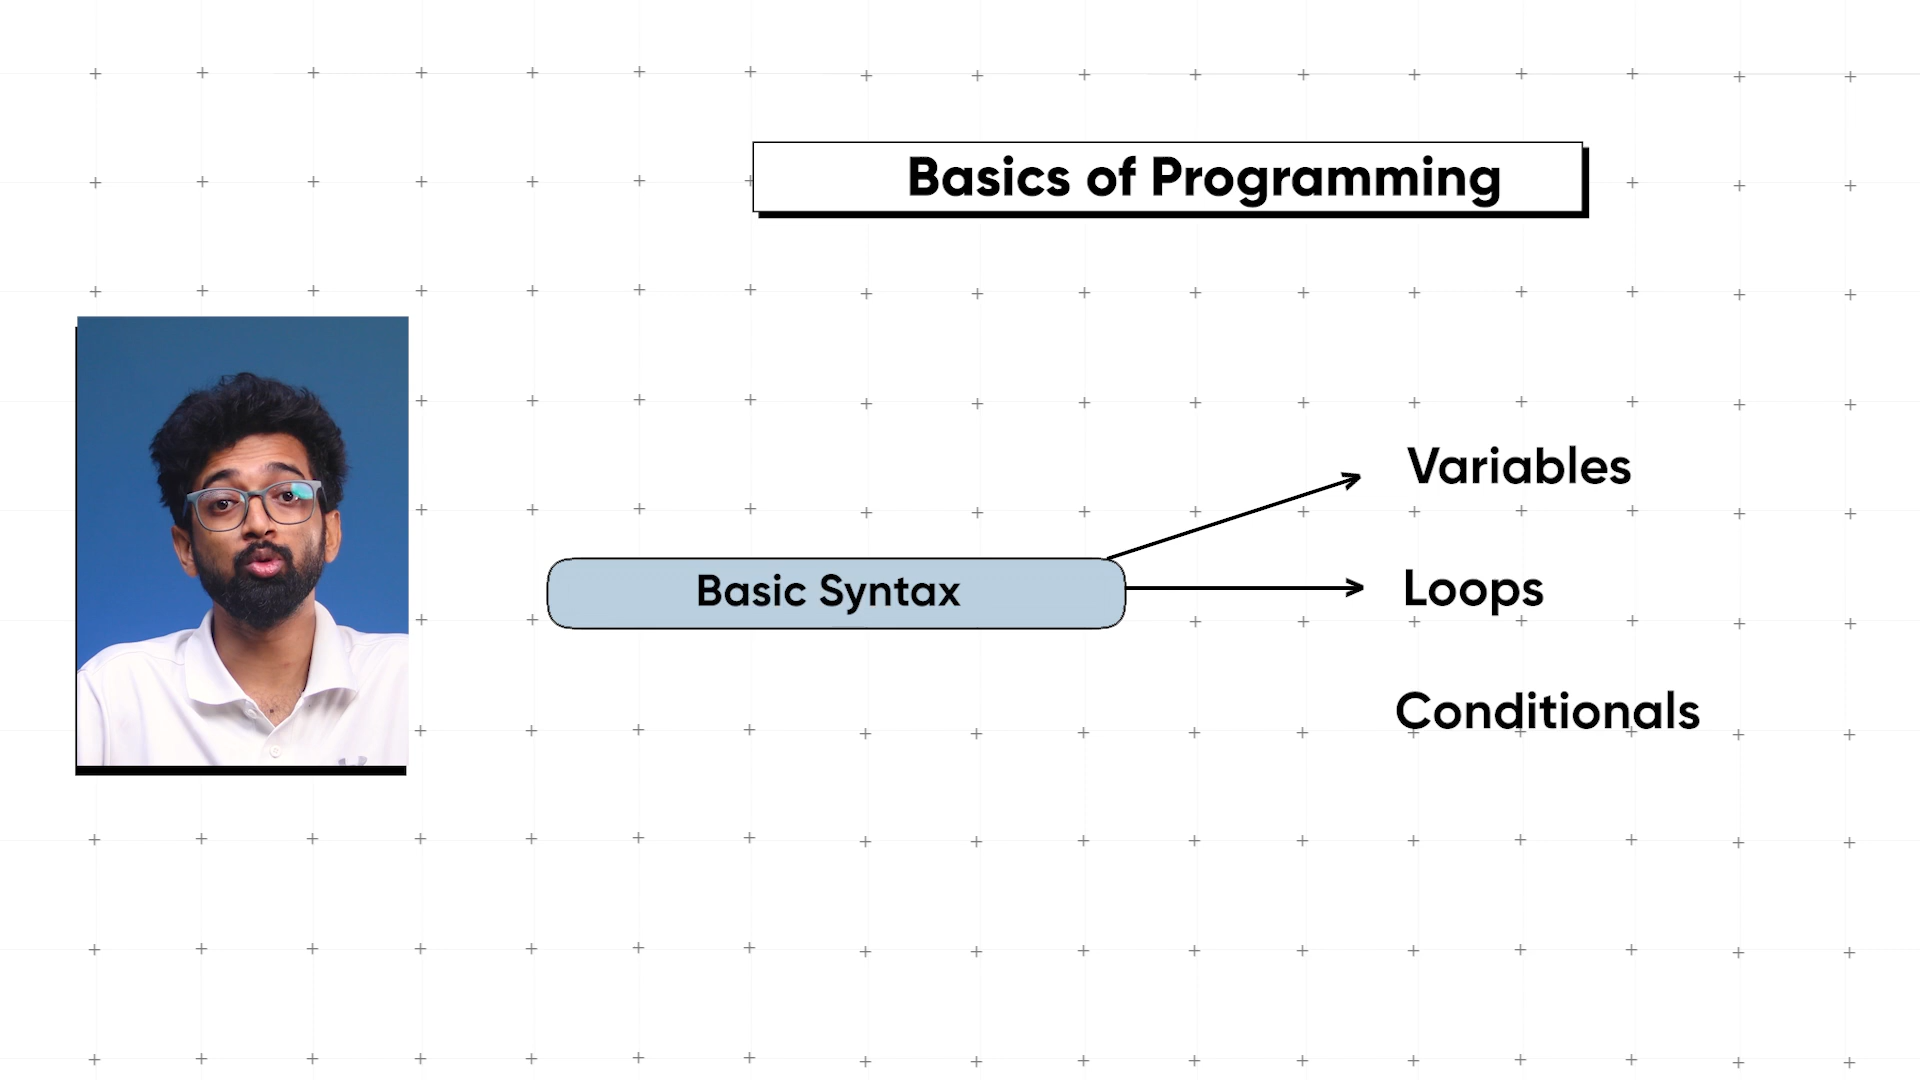 Basics of Programming
Variables
Basic Syntax
Loops
Conditionals